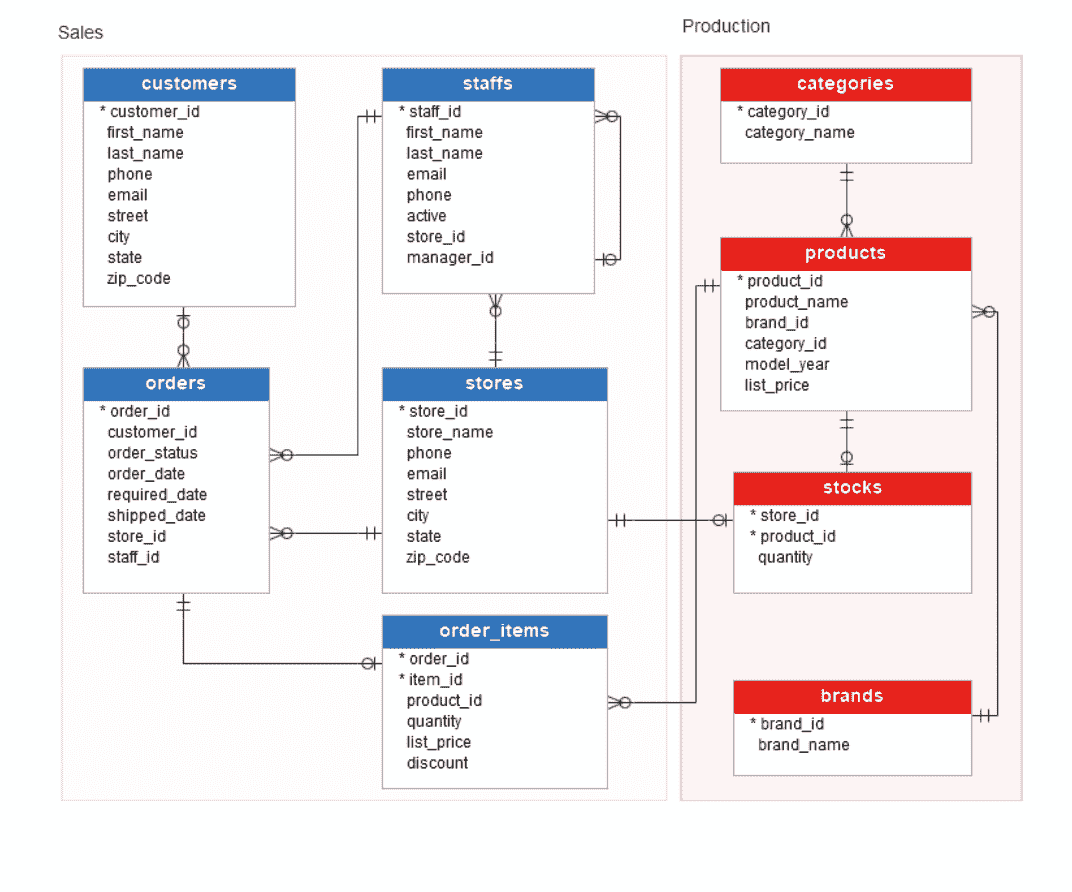 Sales
customers
* customer_id
first_name
last_name
phone
email
street
city
state
zip_code
staffs
* staff_id
first_name
last_name
email
phone
active
store_id
manager_id
orders
* order_id
customer_id
order_status
order_date
required_date
shipped_date
store_id
staff_id
stores
* store_id
store_name
phone
email
street
city
state
zip_code
order_items
* order_id
* item_id
product_id
quantity
list_price
discount
Production
categories
* category_id
category_name
products
* product_id
product_name
brand_id
category_id
model_year
list_price
stocks
* store_id
* product_id
quantity
brands
* brand_id
brand_name